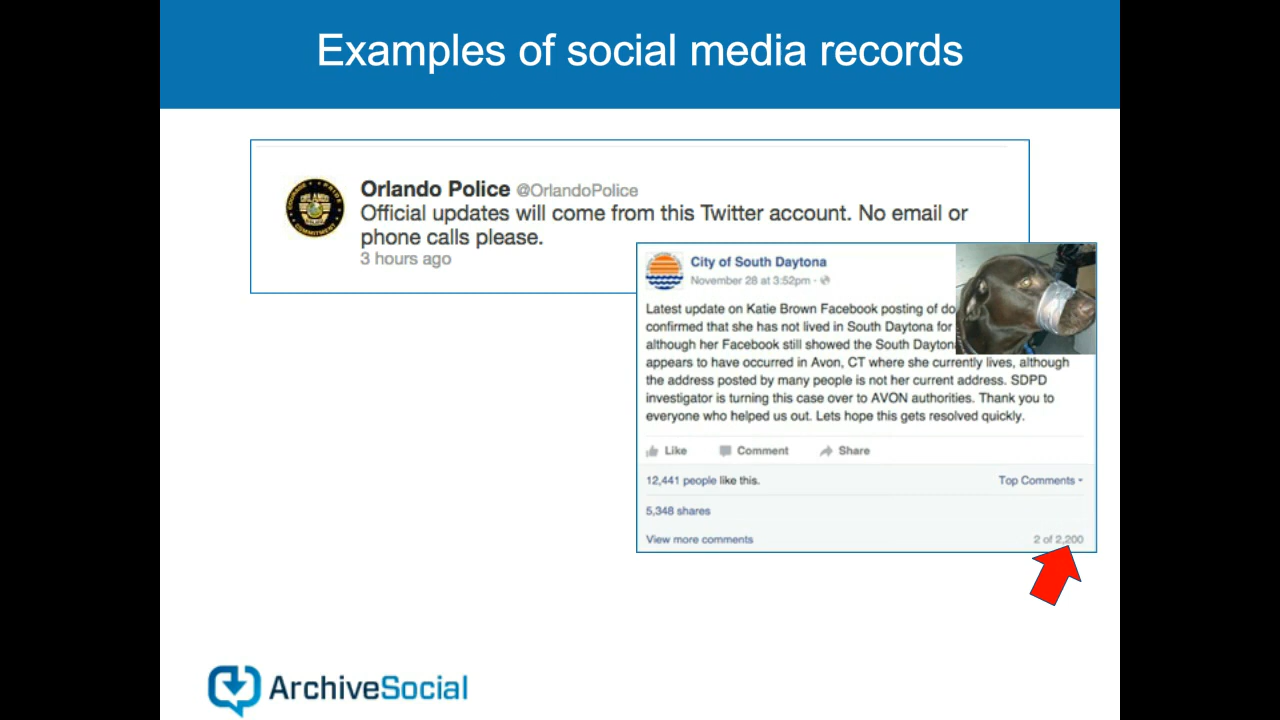 Examples of social media records
Orlando Police @OrlandoPolice
Official updates will come from this Twitter account. No email or
phone calls please.
3 hours ago
City of South Daytona
November 28 at 3:52pm ·
Latest update on Katie Brown Facebook posting of do
confirmed that she has not lived in South Daytona for
although her Facebook still showed the South Dayton
appears to have occurred in Avon, CT where she currently lives, although
the address posted by many people is not her current address. SDPD
investigator is turning this case over to AVON authorities. Thank you to
everyone who helped us out. Lets hope this gets resolved quickly.
Like Comment Share
12,441 people like this. Top Comments
5,348 shares
View more comments 2 of 2,200
ArchiveSocial